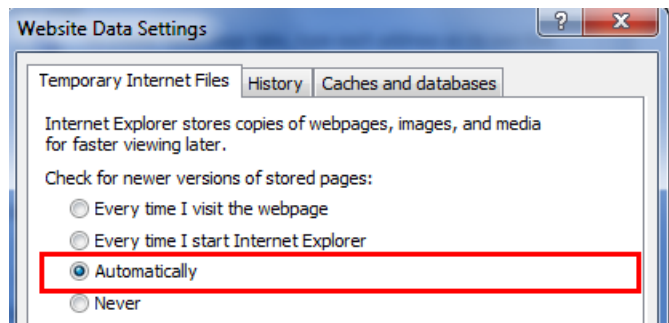 Website Data Settings
Temporary Internet Files History Caches and databases
Internet Explorer stores copies of webpages, images, and media
for faster viewing later.
Check for newer versions of stored pages:
Every time I visit the webpage
Every time I start Internet Explorer
Automatically
Never